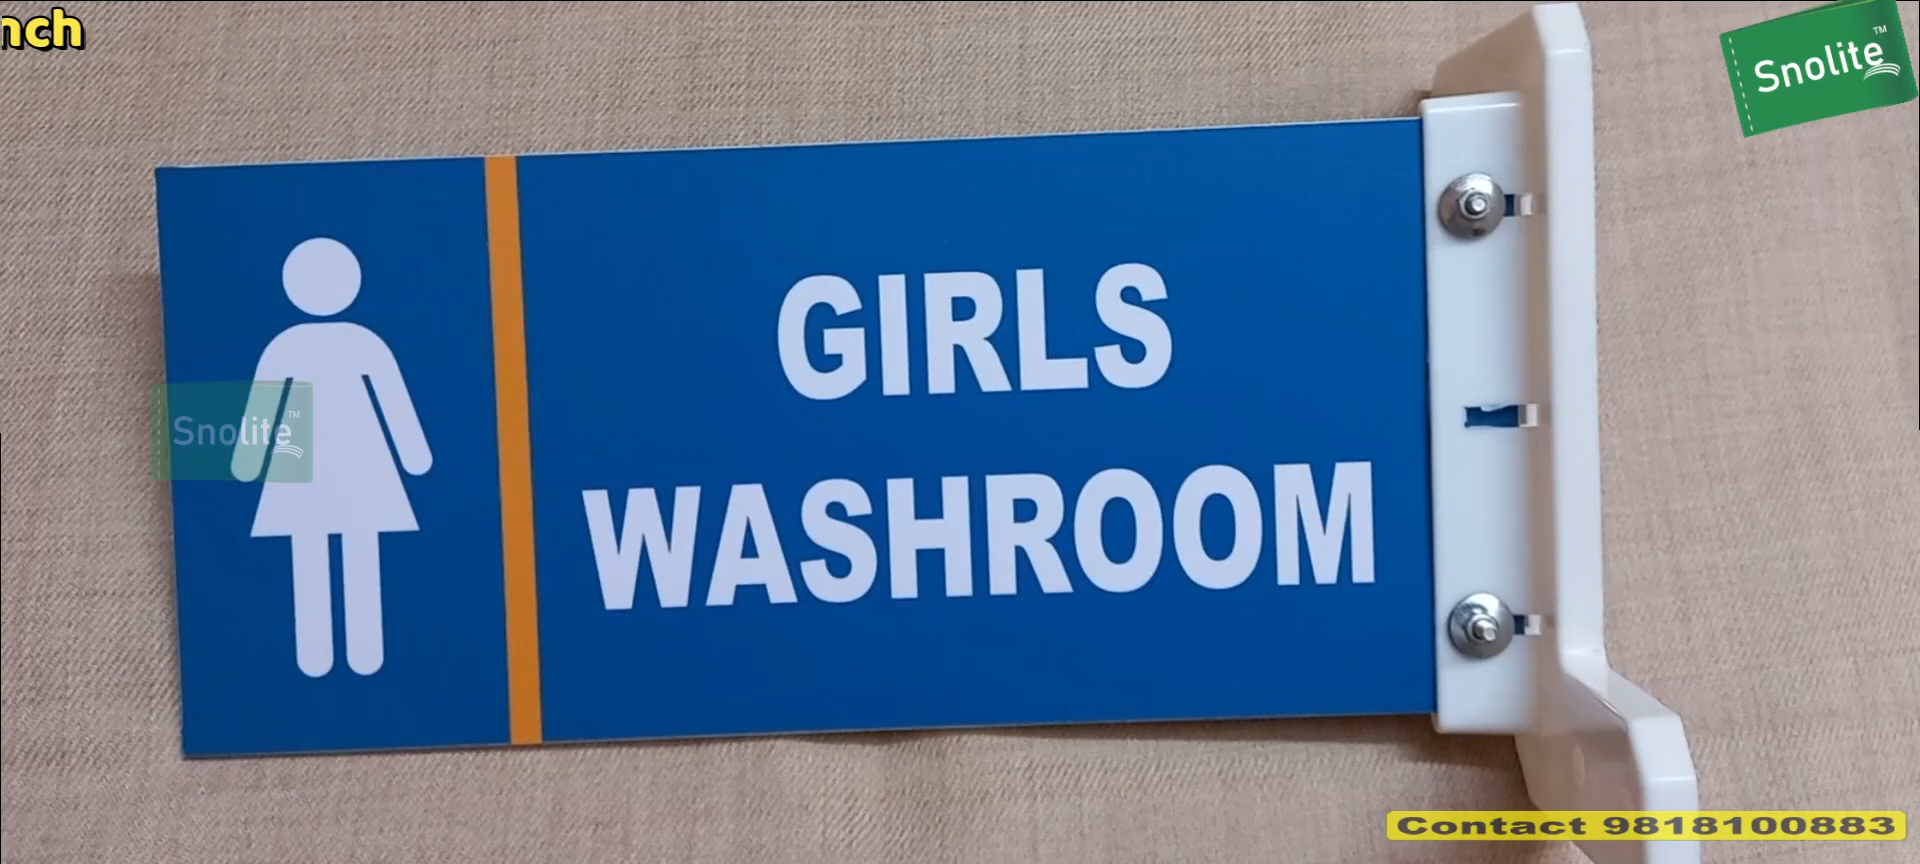 nch
Snolite™
GIRLS
Snolite™
WASHROOM
Contact 9818100883